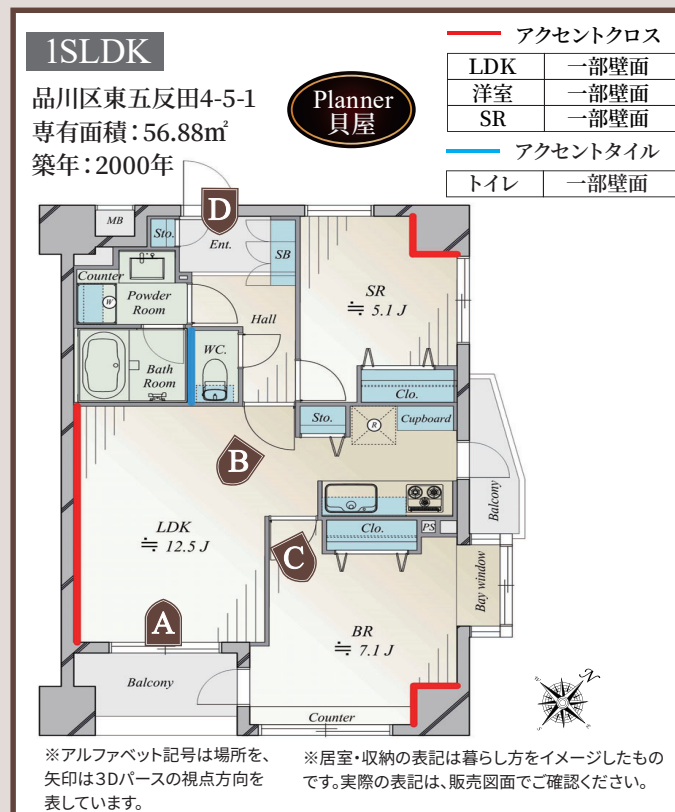 1SLDK
品川区東五反田4-5-1
専有面積：56.88㎡
築年：2000年
Planner
貝屋
アクセントクロス
LDK 一部壁面
洋室 一部壁面
SR 一部壁面
アクセントタイル
トイレ 一部壁面
MB
D
Sto.
Ent.
SB
Counter
W
Powder
Room
Hall
SR
≒ 5.1 J
WC.
Bath
Room
Clo.
Sto.
R
Cupboard
B
Balcony
LDK
≒ 12.5 J
Clo.
PS
C
Bay window
A
BR
≒ 7.1 J
Balcony
Counter
N
W
E
S
※アルファベット記号は場所を、
矢印は3Dパースの視点方向を
表しています。
※居室・収納の表記は暮らし方をイメージしたもの
です。実際の表記は、販売図面でご確認ください。